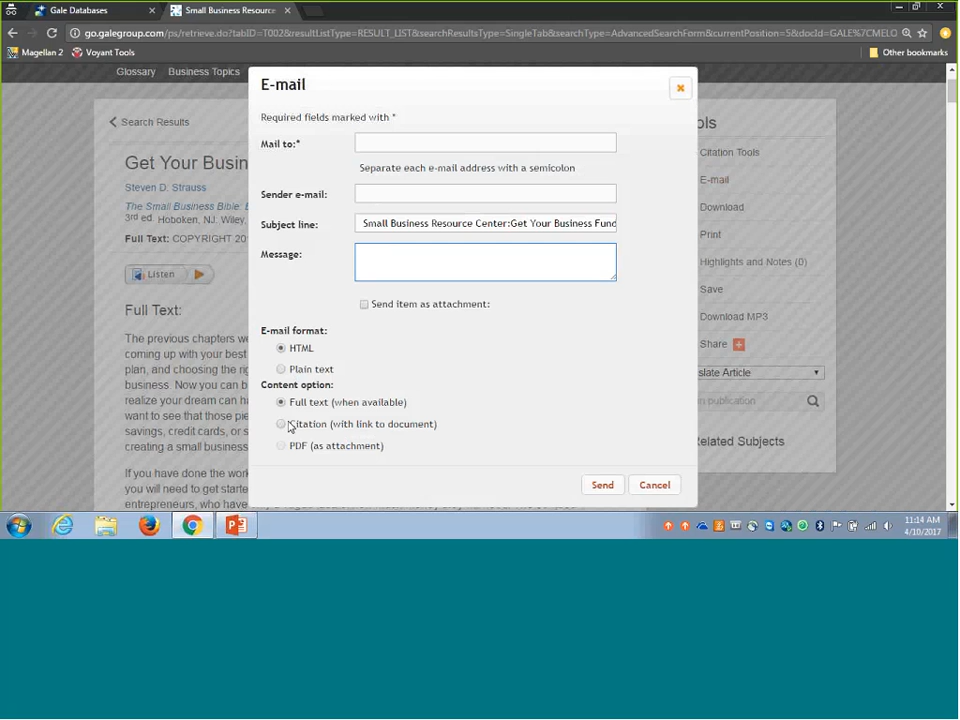 Gale Databases
Small Business Resource
go.galegroup.com/ps/retrieve.do?tabID=T002&resultListType=RESULT_LIST&searchResultsType=SingleTab&searchType=AdvancedSearchForm&currentPosition=5&docId=GALE%7CMELO
Magellan 2
Voyant Tools
Other bookmarks
Glossary
Business Topics
Search Results
Get Your Busin
Steven D. Strauss
The Small Business Bible: E
3rd ed. Hoboken, NJ. Wiley,
Full Text: COPYRIGHT 20
Listen
Full Text:
The previous chapters we
coming up with your best
plan, and choosing the rig
business. Now you can b
realize your dream can h
want to see that those pie
savings, credit cards, or s
creating a small business
If you have done the work
you will need to get starte
E-mail
Required fields marked with *
Mail to:*
Separate each e-mail address with a semicolon
Sender e-mail:
Subject line:
Small Business Resource Center:Get Your Business Fund
Message:
Send item as attachment:
E-mail format:
HTML
Plain text
Content option:
Full text (when available)
Citation (with link to document)
PDF (as attachment)
Send
Cancel
ols
Citation Tools
E-mail
Download
Print
Highlights and Notes (0)
Save
Download MP3
Share
slate Article
n publication
Related Subjects
11:14 AM
4/10/2017